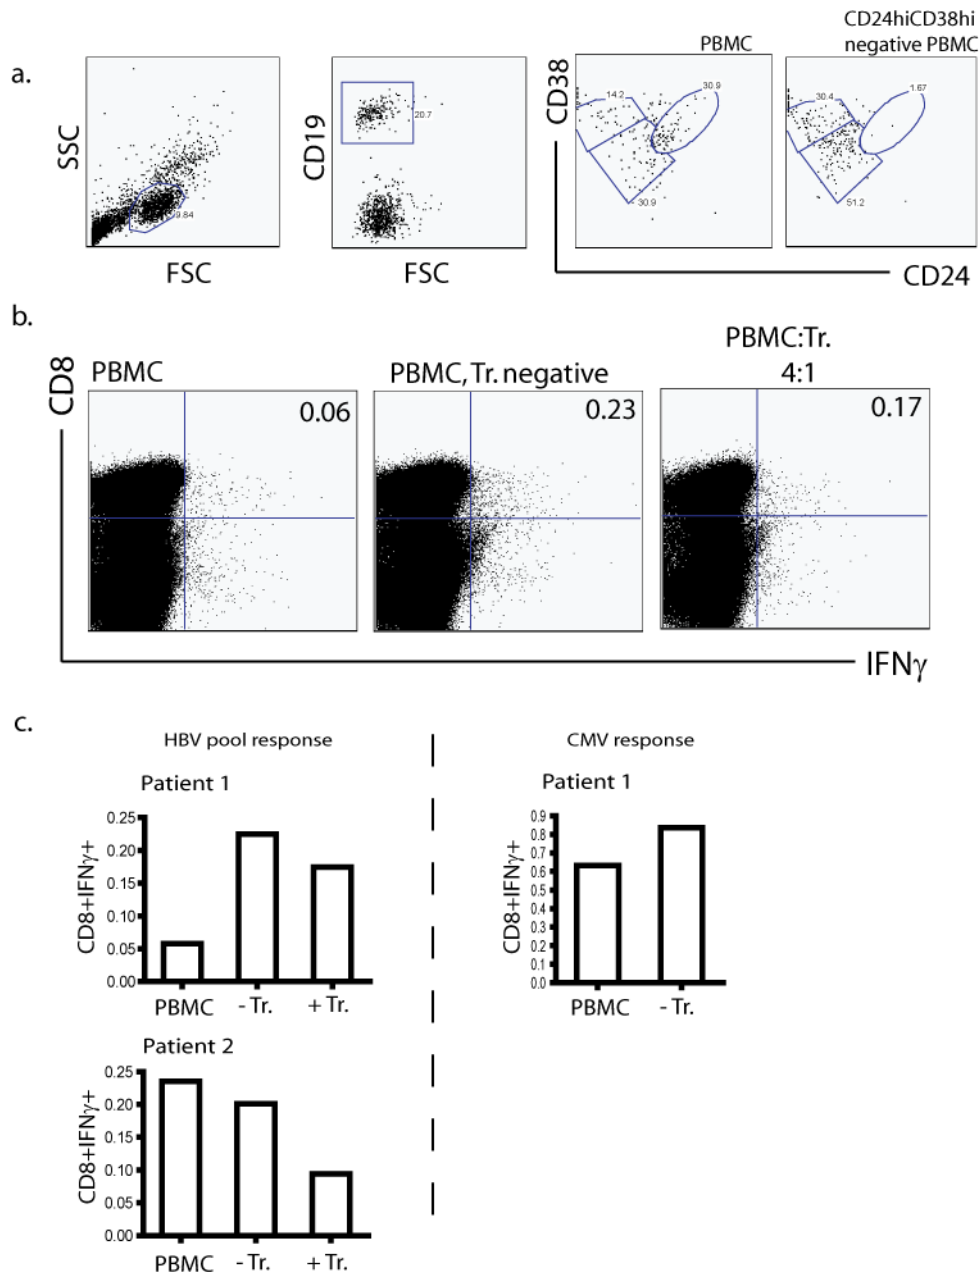 a.
SSC
9.84
FSC
CD19
20.7
FSC
CD38
PBMC
14.2
30.9
30.9
CD24hiCD38hi
negative PBMC
30.4
1.67
51.2
CD24
b.
CD8
PBMC
0.06
PBMC, Tr. negative
0.23
PBMC:Tr.
4:1
0.17
IFNγ
c.
HBV pool response
Patient 1
CD8+IFNγ+
0.25
0.20
0.15
0.10
0.05
0.00
PBMC - Tr. + Tr.
CMV response
Patient 1
CD8+IFNγ+
0.9
0.8
0.7
0.6
0.5
0.4
0.3
0.2
0.1
0.0
PBMC - Tr.
Patient 2
CD8+IFNγ+
0.25
0.20
0.15
0.10
0.05
0.00
PBMC - Tr. + Tr.